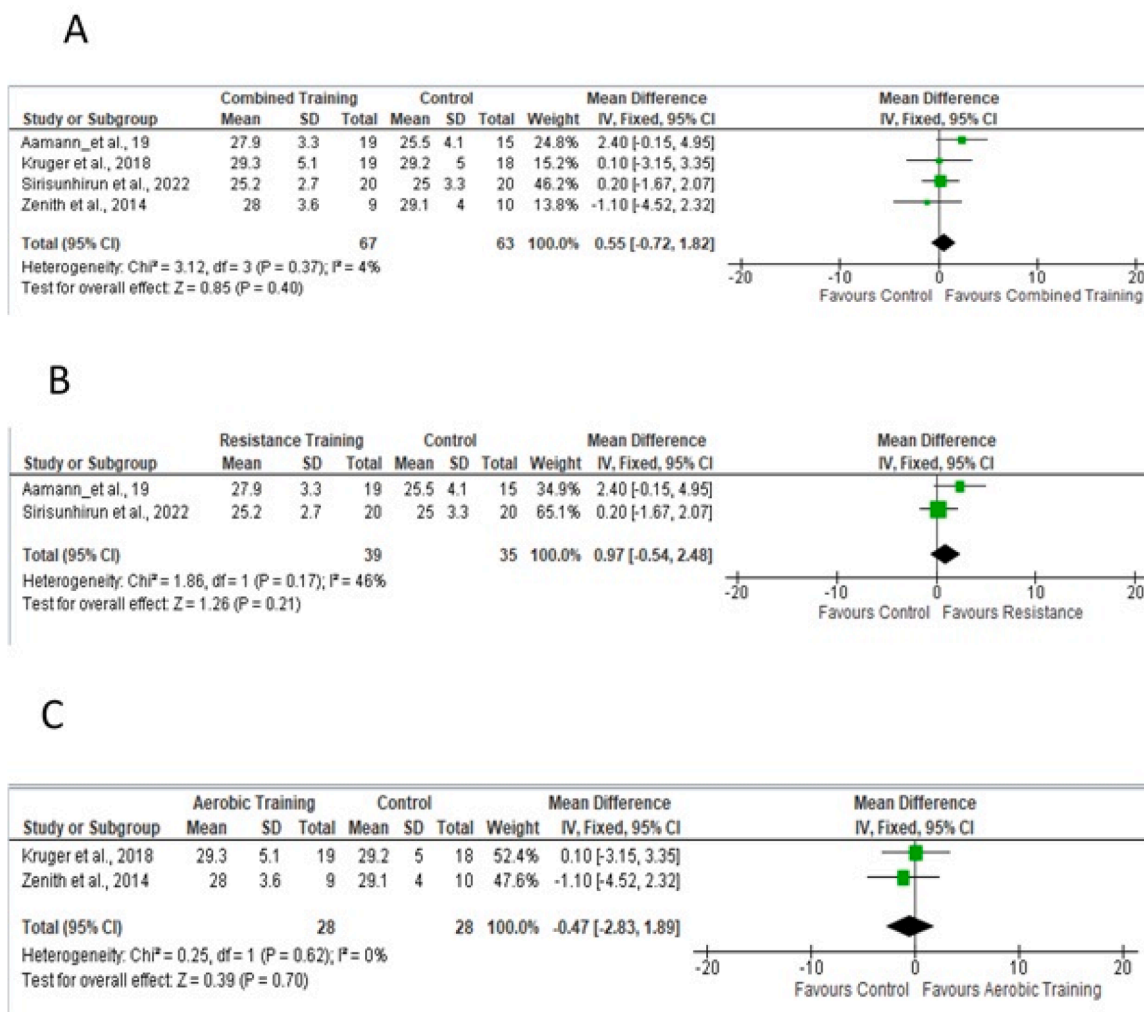 A
Combined Training Control Mean Difference Mean Difference
Study or Subgroup Mean SD Total Mean SD Total Weight IV, Fixed, 95% CI IV, Fixed, 95% CI
Aamann_et al., 19 27.9 3.3 19 25.5 4.1 15 24.8% 2.40 [-0.15, 4.95]
Kruger et al., 2018 29.3 5.1 19 29.2 5 18 15.2% 0.10 [-3.15, 3.35]
Sirisunhirun et al., 2022 25.2 2.7 20 25 3.3 20 46.2% 0.20 [-1.67, 2.07]
Zenith et al., 2014 28 3.6 9 29.1 4 10 13.8% -1.10 [-4.52, 2.32]
Total (95% CI) 67 63 100.0% 0.55 [-0.72, 1.82]
Heterogeneity: Chi² = 3.12, df = 3 (P = 0.37); I² = 4%
Test for overall effect: Z = 0.85 (P = 0.40)
-20 -10 0 10 20
Favours Control Favours Combined Training
B
Resistance Training Control Mean Difference Mean Difference
Study or Subgroup Mean SD Total Mean SD Total Weight IV, Fixed, 95% CI IV, Fixed, 95% CI
Aamann_et al., 19 27.9 3.3 19 25.5 4.1 15 34.9% 2.40 [-0.15, 4.95]
Sirisunhirun et al., 2022 25.2 2.7 20 25 3.3 20 65.1% 0.20 [-1.67, 2.07]
Total (95% CI) 39 35 100.0% 0.97 [-0.54, 2.48]
Heterogeneity: Chi² = 1.86, df = 1 (P = 0.17); I² = 46%
Test for overall effect: Z = 1.26 (P = 0.21)
-20 -10 0 10 20
Favours Control Favours Resistance
C
Aerobic Training Control Mean Difference Mean Difference
Study or Subgroup Mean SD Total Mean SD Total Weight IV, Fixed, 95% CI IV, Fixed, 95% CI
Kruger et al., 2018 29.3 5.1 19 29.2 5 18 52.4% 0.10 [-3.15, 3.35]
Zenith et al., 2014 28 3.6 9 29.1 4 10 47.6% -1.10 [-4.52, 2.32]
Total (95% CI) 28 28 100.0% -0.47 [-2.83, 1.89]
Heterogeneity: Chi² = 0.25, df = 1 (P = 0.62); I² = 0%
Test for overall effect: Z = 0.39 (P = 0.70)
-20 -10 0 10 20
Favours Control Favours Aerobic Training